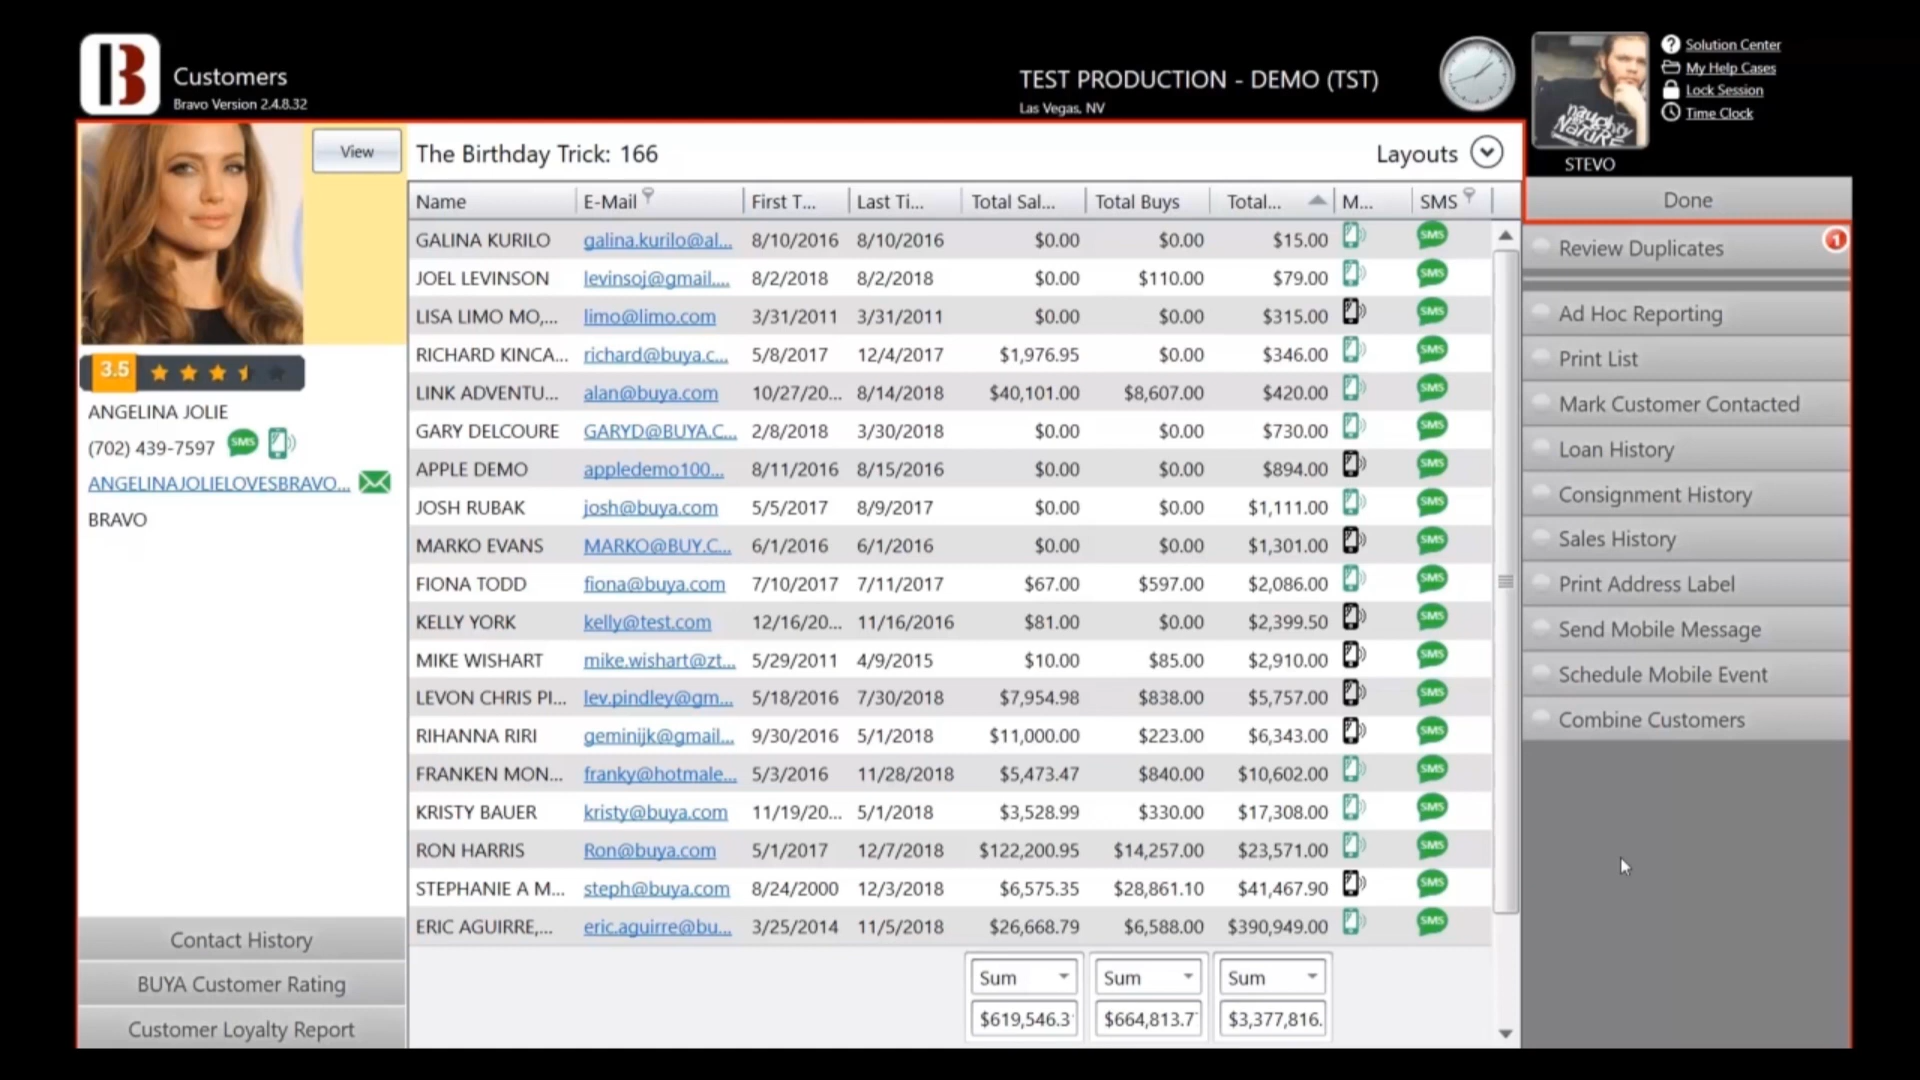 B
Customers
Bravo Version 2.4.8.32
TEST PRODUCTION - DEMO (TST)
Las Vegas, NV
naughty
NATURE
STEVO
? Solution Center
My Help Cases
Lock Session
Time Clock
View
The Birthday Trick: 166
Layouts
Name E-Mail First T... Last Ti... Total Sal... Total Buys Total... M... SMS
GALINA KURILO galina.kurilo@al... 8/10/2016 8/10/2016 $0.00 $0.00 $15.00 SMS
JOEL LEVINSON levinsoj@gmail.... 8/2/2018 8/2/2018 $0.00 $110.00 $79.00 SMS
LISA LIMO MO,... limo@limo.com 3/31/2011 3/31/2011 $0.00 $0.00 $315.00 SMS
RICHARD KINCA... richard@buya.c... 5/8/2017 12/4/2017 $1,976.95 $0.00 $346.00 SMS
LINK ADVENTU... alan@buya.com 10/27/20... 8/14/2018 $40,101.00 $8,607.00 $420.00 SMS
GARY DELCOURE GARYD@BUYA.C... 2/8/2018 3/30/2018 $0.00 $0.00 $730.00 SMS
APPLE DEMO appledemo100... 8/11/2016 8/15/2016 $0.00 $0.00 $894.00 SMS
JOSH RUBAK josh@buya.com 5/5/2017 8/9/2017 $0.00 $0.00 $1,111.00 SMS
MARKO EVANS MARKO@BUY.C... 6/1/2016 6/1/2016 $0.00 $0.00 $1,301.00 SMS
FIONA TODD fiona@buya.com 7/10/2017 7/11/2017 $67.00 $597.00 $2,086.00 SMS
KELLY YORK kelly@test.com 12/16/20... 11/16/2016 $81.00 $0.00 $2,399.50 SMS
MIKE WISHART mike.wishart@zt... 5/29/2011 4/9/2015 $10.00 $85.00 $2,910.00 SMS
LEVON CHRIS PI... lev.pindley@gm... 5/18/2016 7/30/2018 $7,954.98 $838.00 $5,757.00 SMS
RIHANNA RIRI geminijk@gmail... 9/30/2016 5/1/2018 $11,000.00 $223.00 $6,343.00 SMS
FRANKEN MON... franky@hotmale... 5/3/2016 11/28/2018 $5,473.47 $840.00 $10,602.00 SMS
KRISTY BAUER kristy@buya.com 11/19/20... 5/1/2018 $3,528.99 $330.00 $17,308.00 SMS
RON HARRIS Ron@buya.com 5/1/2017 12/7/2018 $122,200.95 $14,257.00 $23,571.00 SMS
STEPHANIE A M... steph@buya.com 8/24/2000 12/3/2018 $6,575.35 $28,861.10 $41,467.90 SMS
ERIC AGUIRRE,... eric.aguirre@bu... 3/25/2014 11/5/2018 $26,668.79 $6,588.00 $390,949.00 SMS
Sum Sum Sum
$619,546.3 $664,813.7 $3,377,816.
3.5
ANGELINA JOLIE
(702) 439-7597 SMS
ANGELINAJOLIELOVESBRAVO...
BRAVO
Contact History
BUYA Customer Rating
Customer Loyalty Report
Done
Review Duplicates 1
Ad Hoc Reporting
Print List
Mark Customer Contacted
Loan History
Consignment History
Sales History
Print Address Label
Send Mobile Message
Schedule Mobile Event
Combine Customers